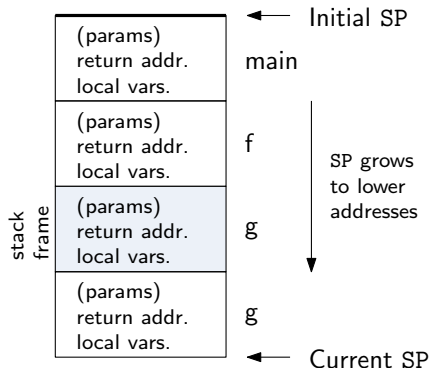 Initial SP
(params)
return addr.
local vars.
main
(params)
return addr.
local vars.
f
SP grows
to lower
addresses
stack
frame
(params)
return addr.
local vars.
g
(params)
return addr.
local vars.
g
Current SP